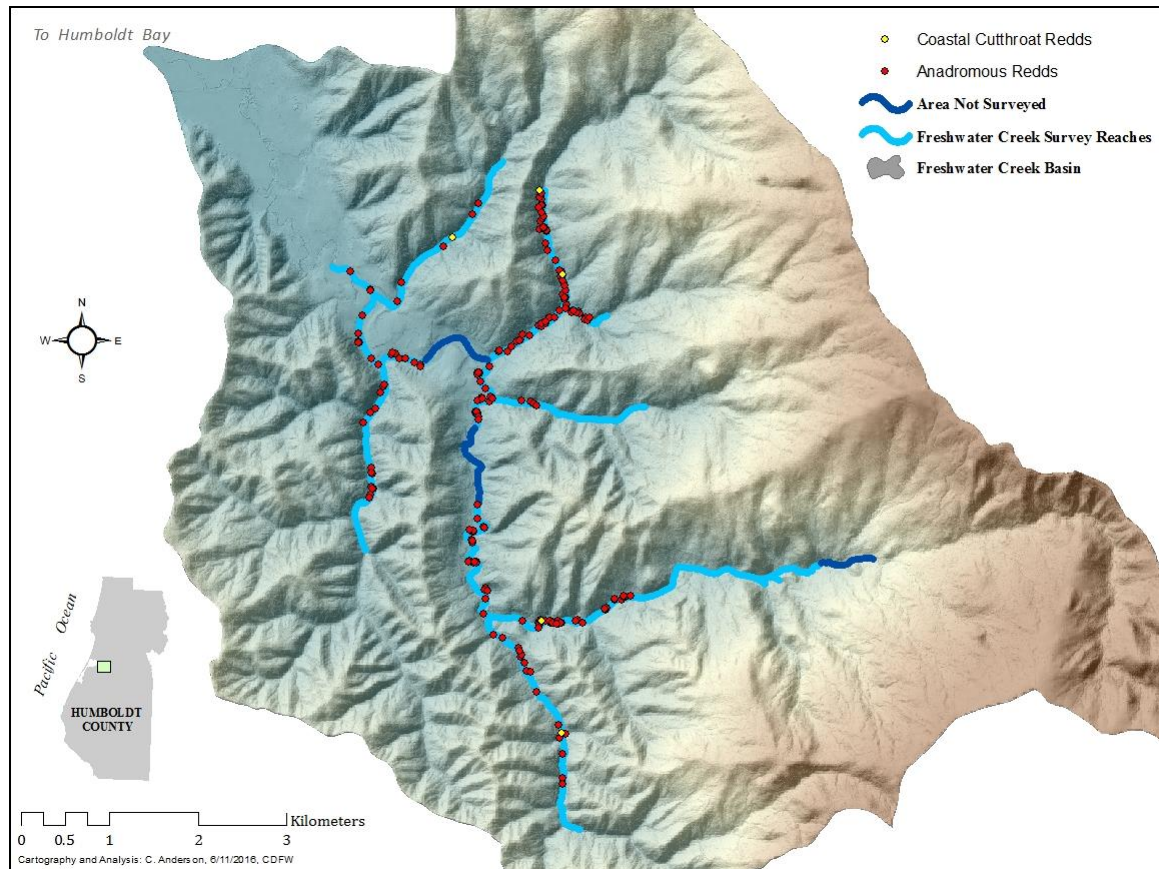 To Humboldt Bay
Coastal Cutthroat Redds
Anadromous Redds
Area Not Surveyed
Freshwater Creek Survey Reaches
Freshwater Creek Basin
N
W E
S
Pacific Ocean
HUMBOLDT
COUNTY
0 0.5 1 2 3 Kilometers
Cartography and Analysis: C. Anderson, 6/11/2016, CDFW